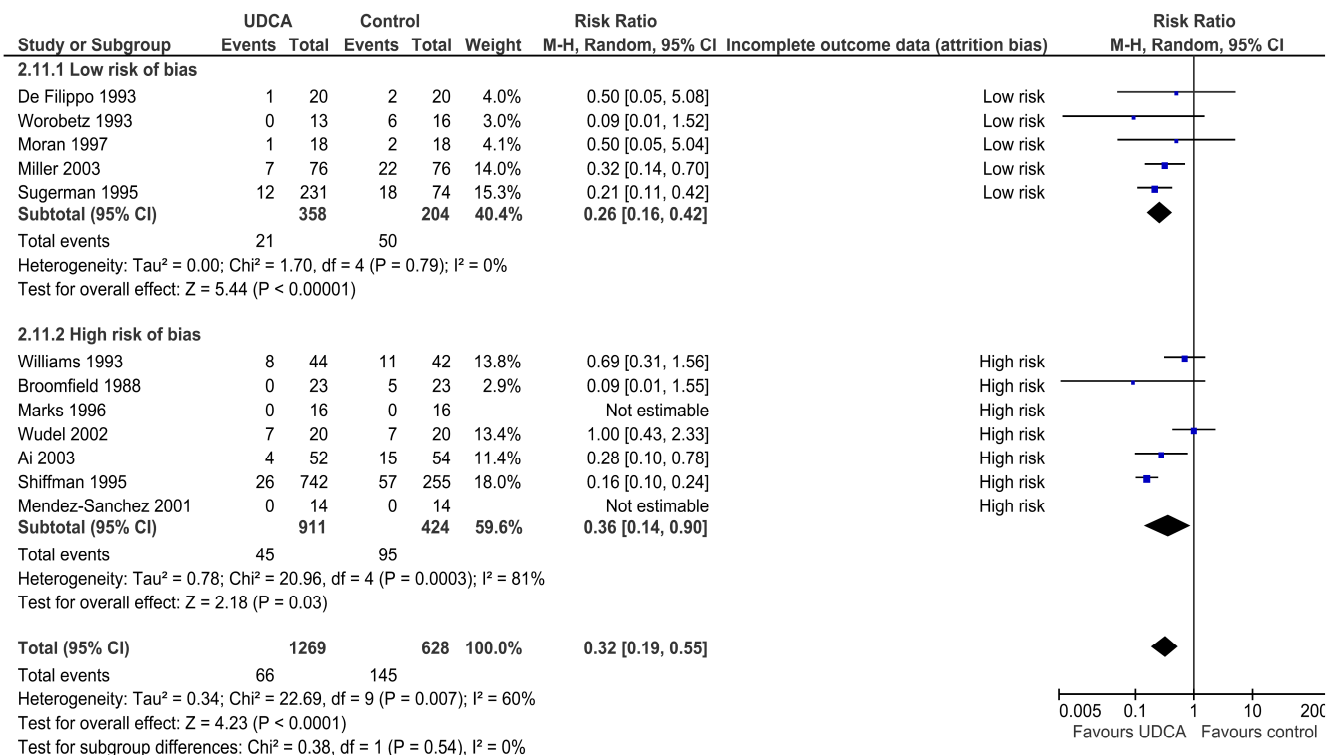 UDCA Control Risk Ratio Risk Ratio
Study or Subgroup Events Total Events Total Weight M-H, Random, 95% CI Incomplete outcome data (attrition bias) M-H, Random, 95% CI
2.11.1 Low risk of bias
De Filippo 1993 1 20 2 20 4.0% 0.50 [0.05, 5.08] Low risk
Worobetz 1993 0 13 6 16 3.0% 0.09 [0.01, 1.52] Low risk
Moran 1997 1 18 2 18 4.1% 0.50 [0.05, 5.04] Low risk
Miller 2003 7 76 22 76 14.0% 0.32 [0.14, 0.70] Low risk
Sugerman 1995 12 231 18 74 15.3% 0.21 [0.11, 0.42] Low risk
Subtotal (95% CI) 358 204 40.4% 0.26 [0.16, 0.42]
Total events 21 50
Heterogeneity: Tau² = 0.00; Chi² = 1.70, df = 4 (P = 0.79); I² = 0%
Test for overall effect: Z = 5.44 (P < 0.00001)
2.11.2 High risk of bias
Williams 1993 8 44 11 42 13.8% 0.69 [0.31, 1.56] High risk
Broomfield 1988 0 23 5 23 2.9% 0.09 [0.01, 1.55] High risk
Marks 1996 0 16 0 16 Not estimable High risk
Wudel 2002 7 20 7 20 13.4% 1.00 [0.43, 2.33] High risk
Ai 2003 4 52 15 54 11.4% 0.28 [0.10, 0.78] High risk
Shiffman 1995 26 742 57 255 18.0% 0.16 [0.10, 0.24] High risk
Mendez-Sanchez 2001 0 14 0 14 Not estimable High risk
Subtotal (95% CI) 911 424 59.6% 0.36 [0.14, 0.90]
Total events 45 95
Heterogeneity: Tau² = 0.78; Chi² = 20.96, df = 4 (P = 0.0003); I² = 81%
Test for overall effect: Z = 2.18 (P = 0.03)
Total (95% CI) 1269 628 100.0% 0.32 [0.19, 0.55]
Total events 66 145
Heterogeneity: Tau² = 0.34; Chi² = 22.69, df = 9 (P = 0.007); I² = 60%
Test for overall effect: Z = 4.23 (P < 0.0001)
Test for subgroup differences: Chi² = 0.38, df = 1 (P = 0.54), I² = 0%
0.005 0.1 1 10 200
Favours UDCA Favours control